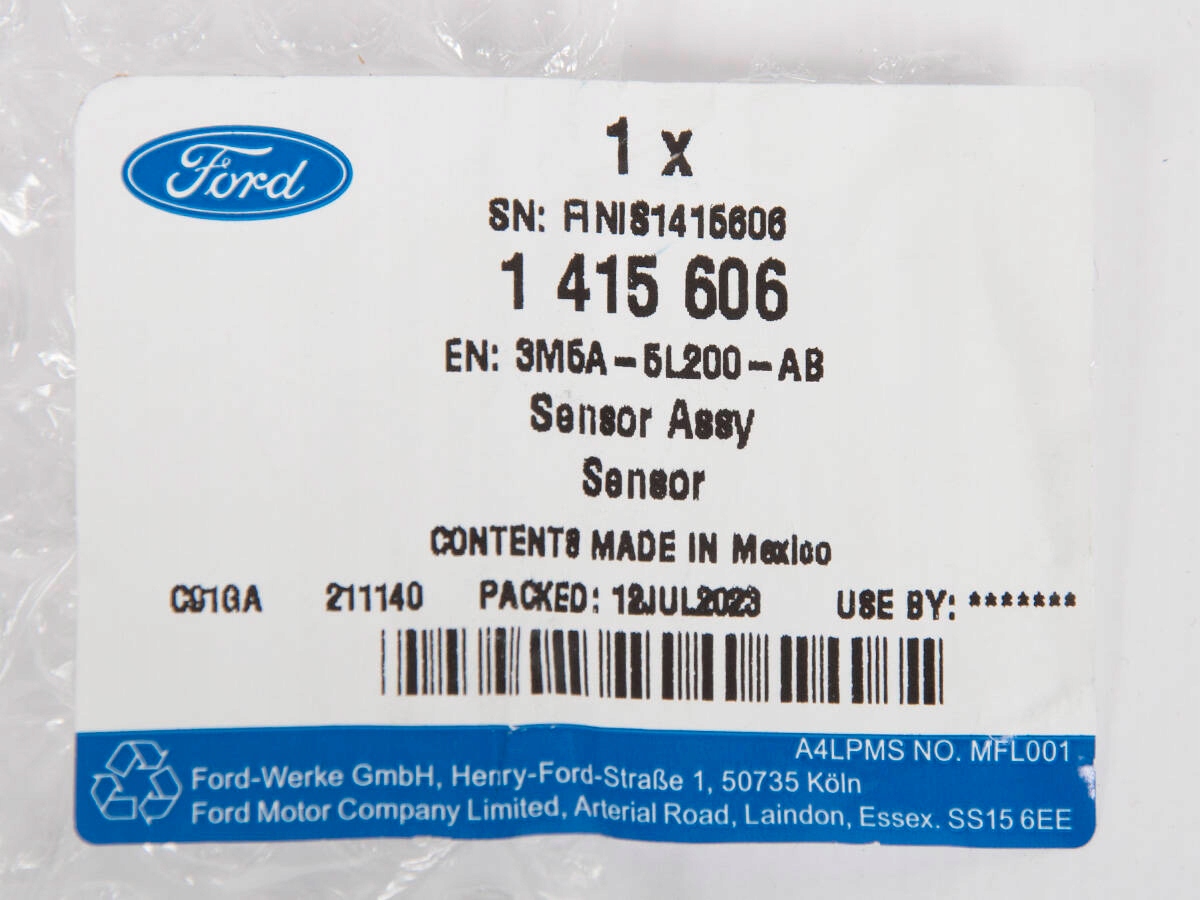 Ford
1 x
SN: FINIS1415606
1 415 606
EN: 3M5A-5L200-AB
Sensor Assy
Sensor
CONTENTS MADE IN Mexico
C91GA 211140 PACKED: 12JUL2023 USE BY: *******
A4LPMS NO. MFL001
Ford-Werke GmbH, Henry-Ford-Straße 1, 50735 Köln
Ford Motor Company Limited, Arterial Road, Laindon, Essex. SS15 6EE